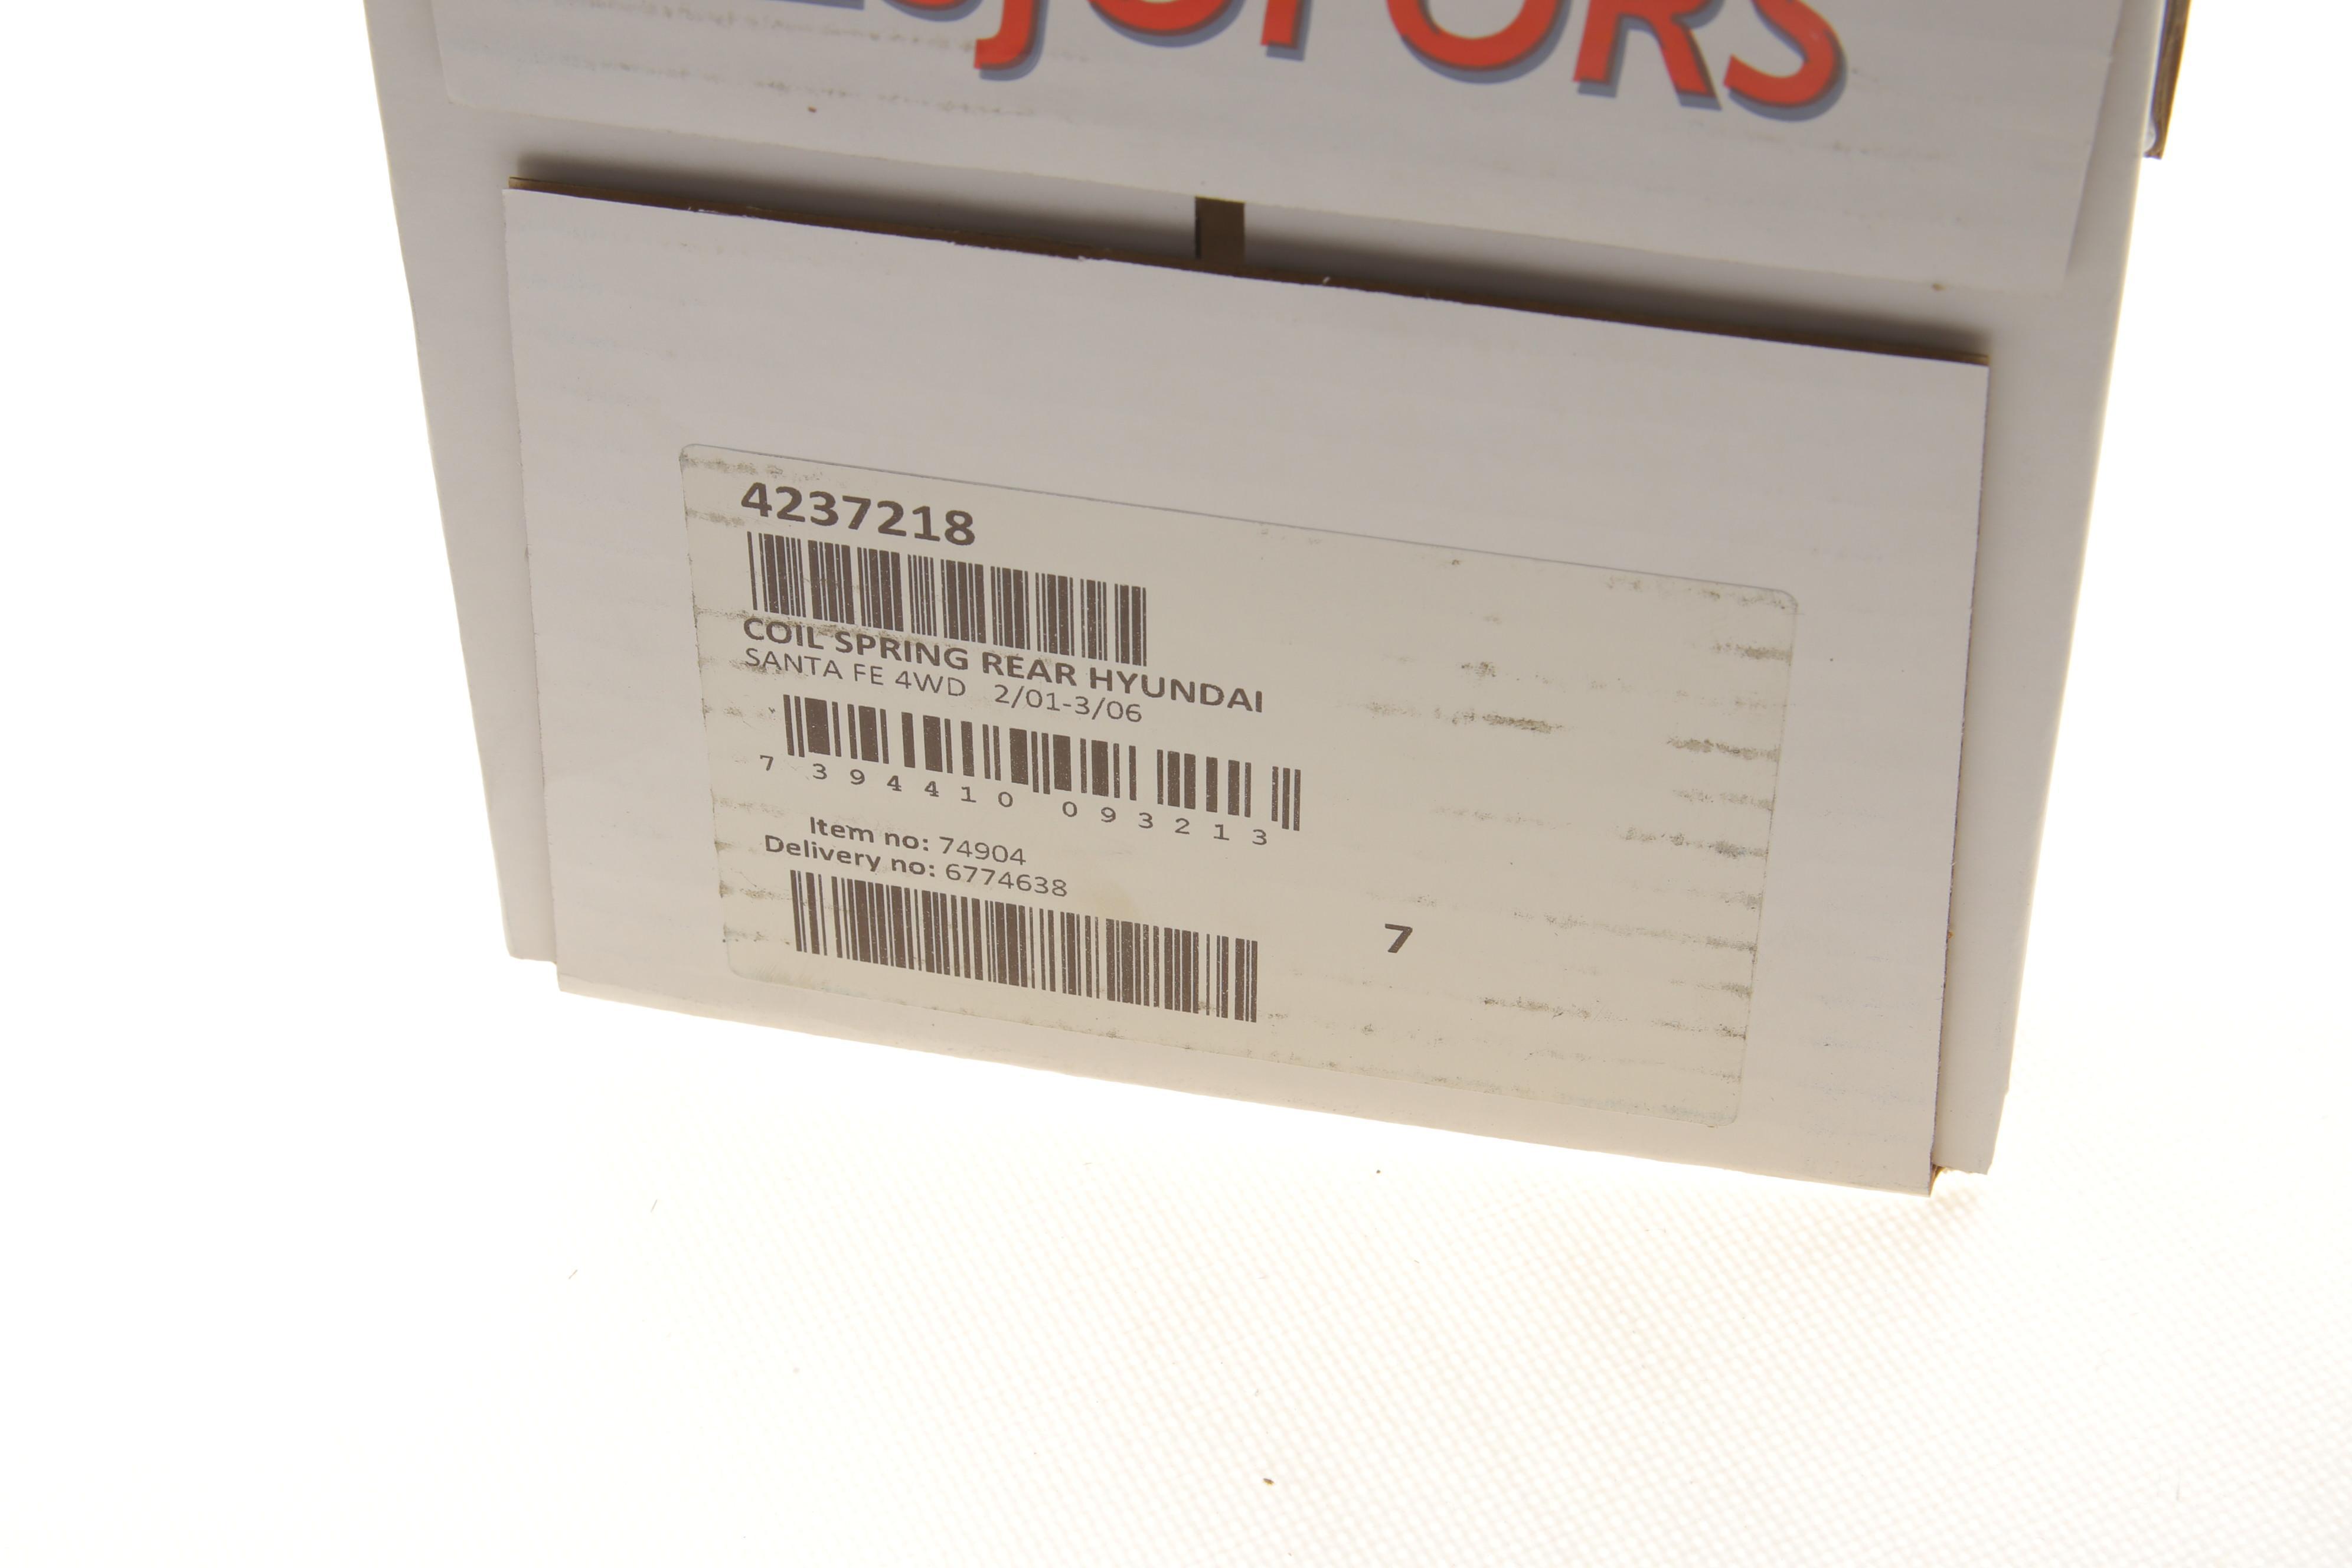 4237218
COIL SPRING REAR HYUNDAI
SANTA FE 4WD 2/01-3/06
7 394410 093213
Item no: 74904
Delivery no: 6774638
7